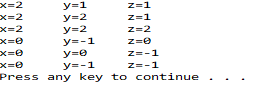 x=2 y=1 z=1
x=2 y=2 z=1
x=2 y=2 z=2
x=0 y=-1 z=0
x=0 y=0 z=-1
x=0 y=-1 z=-1
Press any key to continue . . .